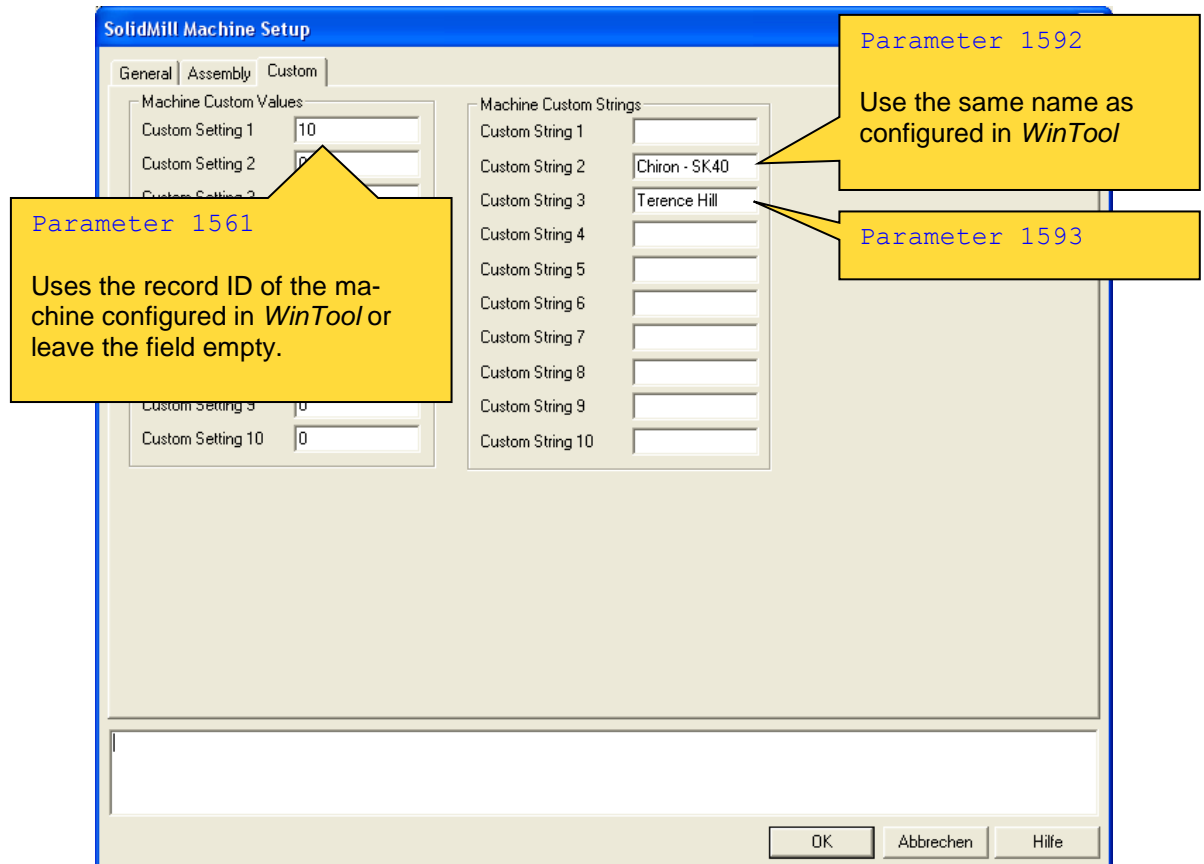 SolidMill Machine Setup
General
Assembly
Custom
Parameter 1592
Use the same name as
configured in WinTool
Machine Custom Values
Custom Setting 1
10
Custom Setting 2
Parameter 1561
Uses the record ID of the ma-
chine configured in WinTool or
leave the field empty.
Custom Setting 9
0
Custom Setting 10
0
Machine Custom Strings
Custom String 1
Custom String 2
Chiron - SK40
Custom String 3
Terence Hill
Parameter 1593
Custom String 4
Custom String 5
Custom String 6
Custom String 7
Custom String 8
Custom String 9
Custom String 10
OK
Abbrechen
Hilfe